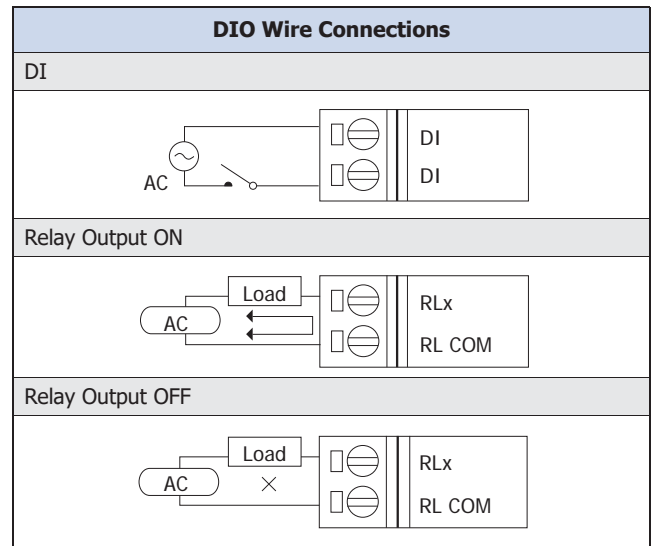 DIO Wire Connections
DI
DI
AC
DI
Relay Output ON
Load
RLx
AC
RL COM
Relay Output OFF
Load
RLx
AC
RL COM